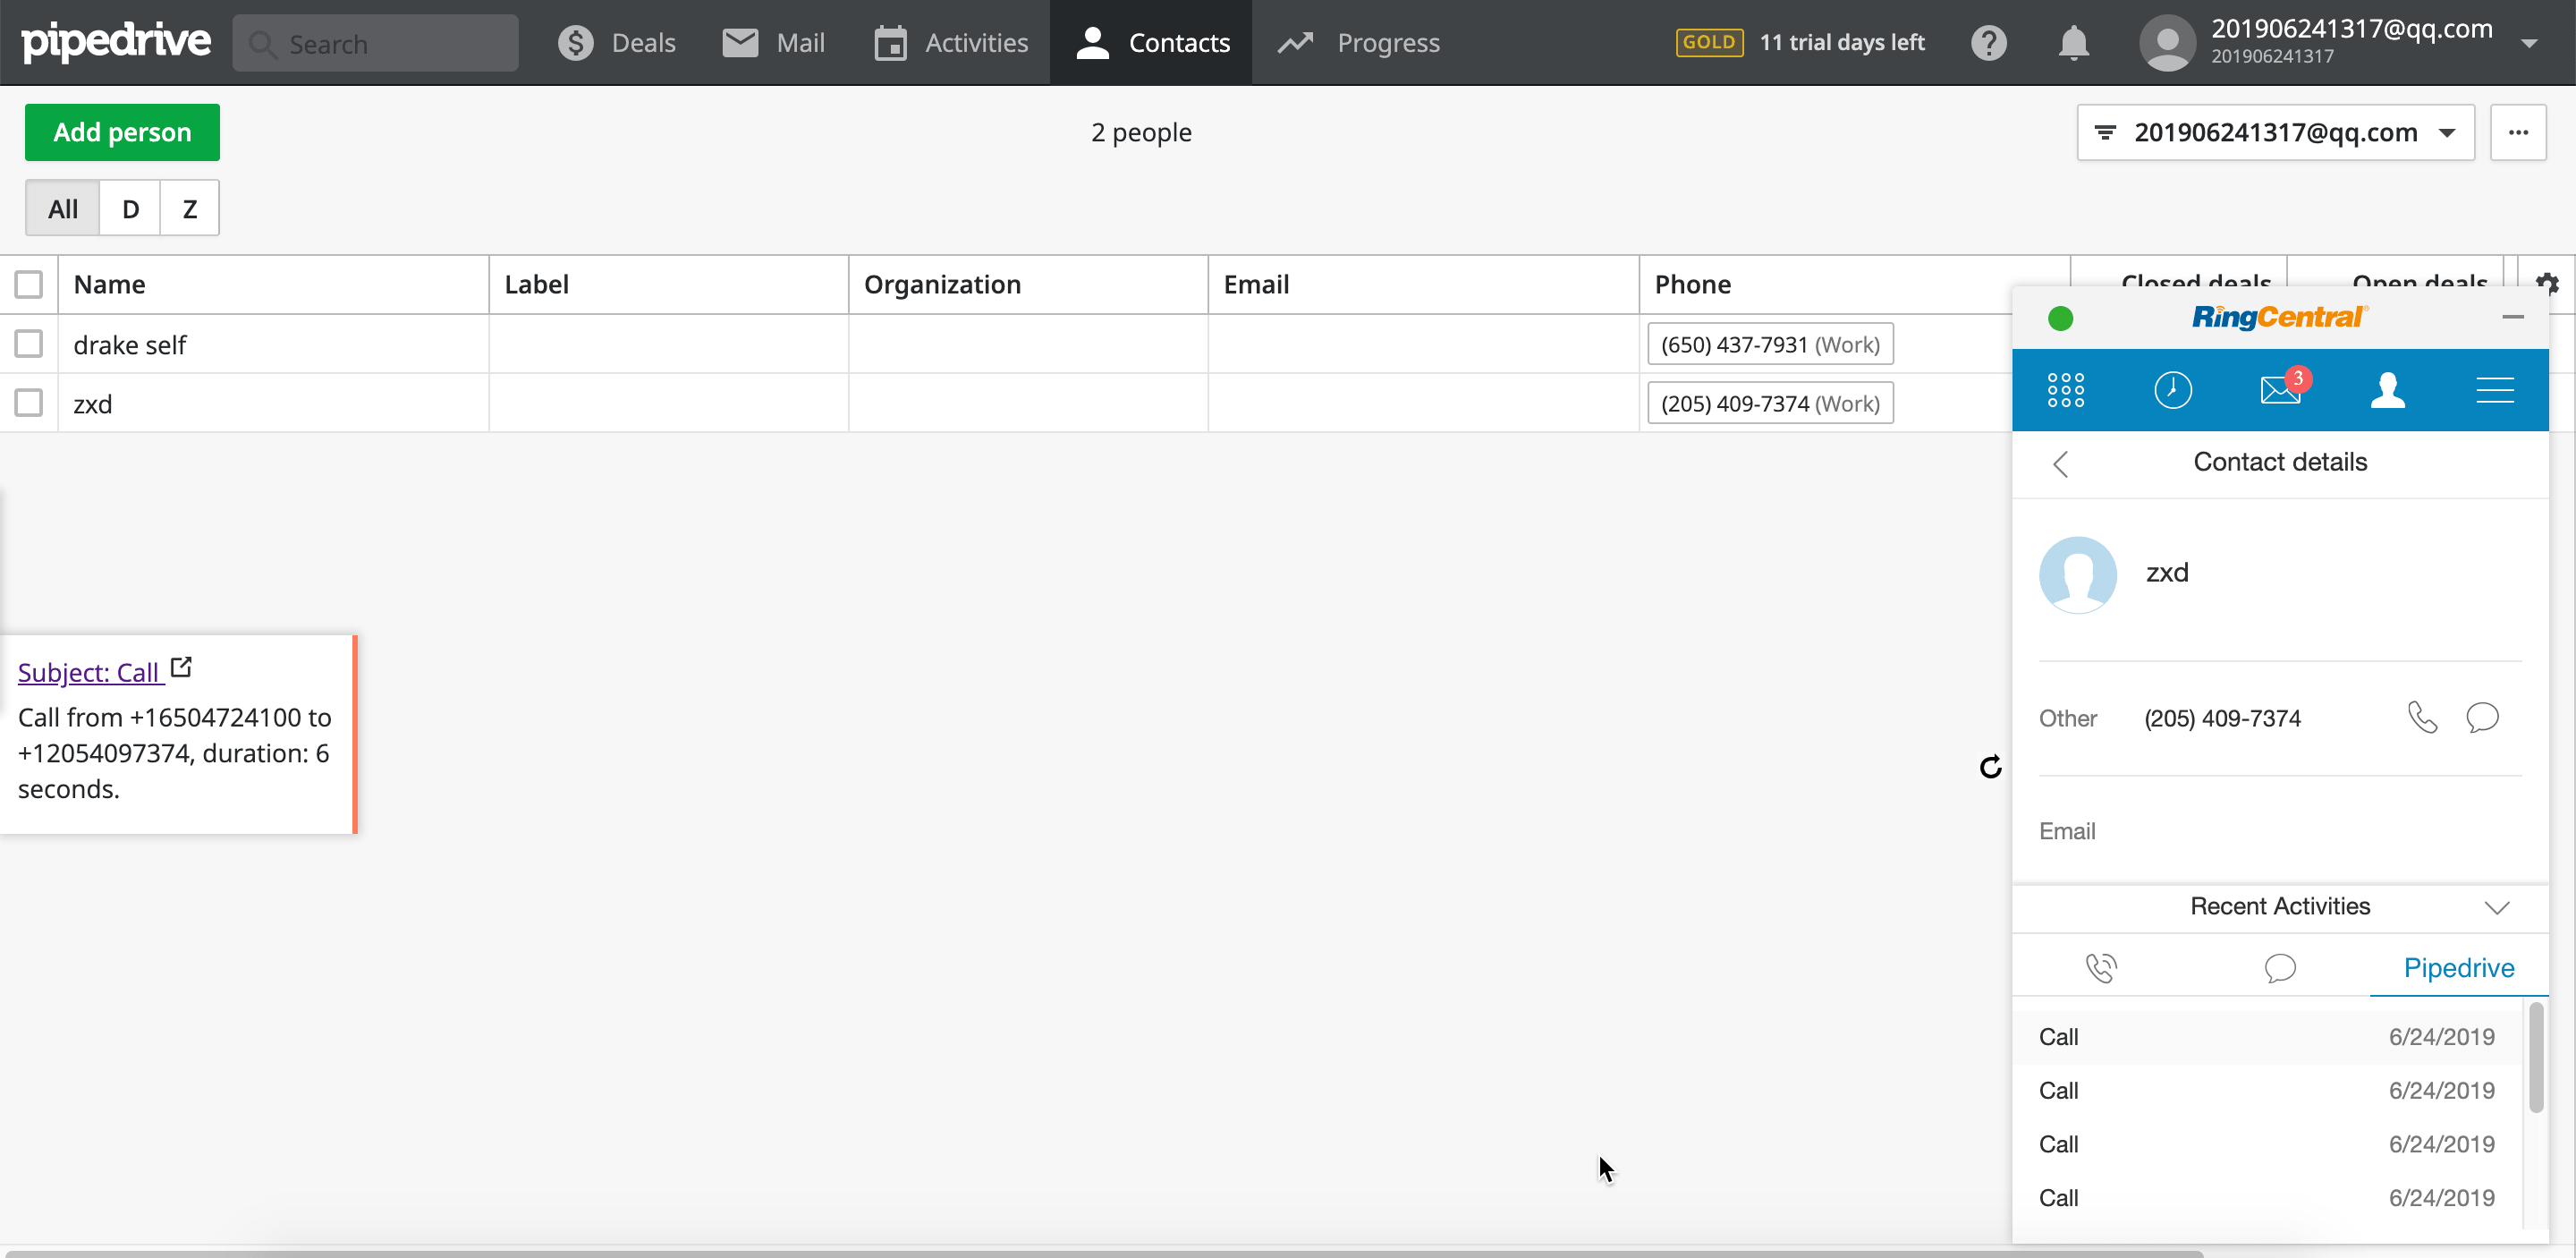 pipedrive
Search
Deals
Mail
Activities
Contacts
Progress
GOLD
11 trial days left
?
201906241317@qq.com
201906241317
Add person
2 people
201906241317@qq.com
...
All
D
Z
Name
Label
Organization
Email
Phone
Closed deals
Open deals
drake self
(650) 437-7931 (Work)
zxd
(205) 409-7374 (Work)
Subject: Call
Call from +16504724100 to
+12054097374, duration: 6
seconds.
RingCentral
3
Contact details
zxd
Other
(205) 409-7374
Email
Recent Activities
Pipedrive
Call 6/24/2019
Call 6/24/2019
Call 6/24/2019
Call 6/24/2019